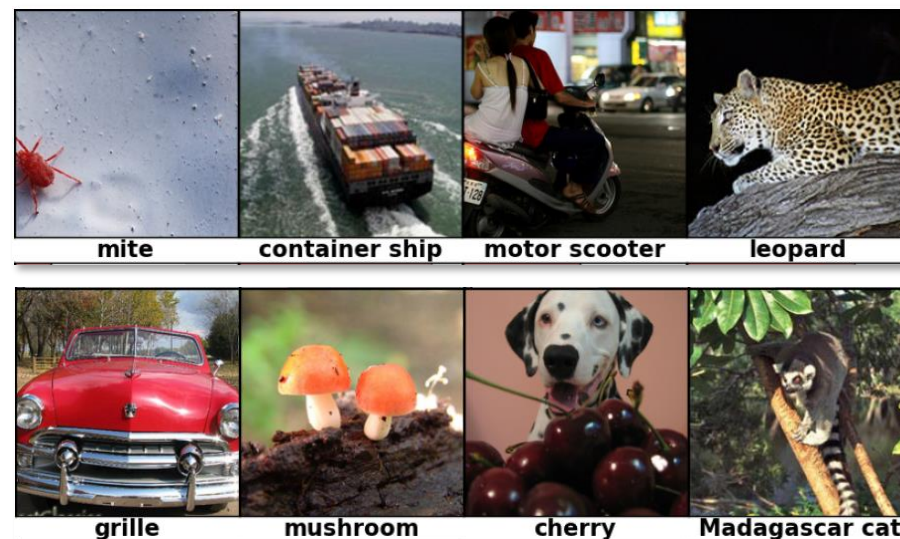 mite
container ship
motor scooter
leopard
grille
mushroom
cherry
Madagascar cat